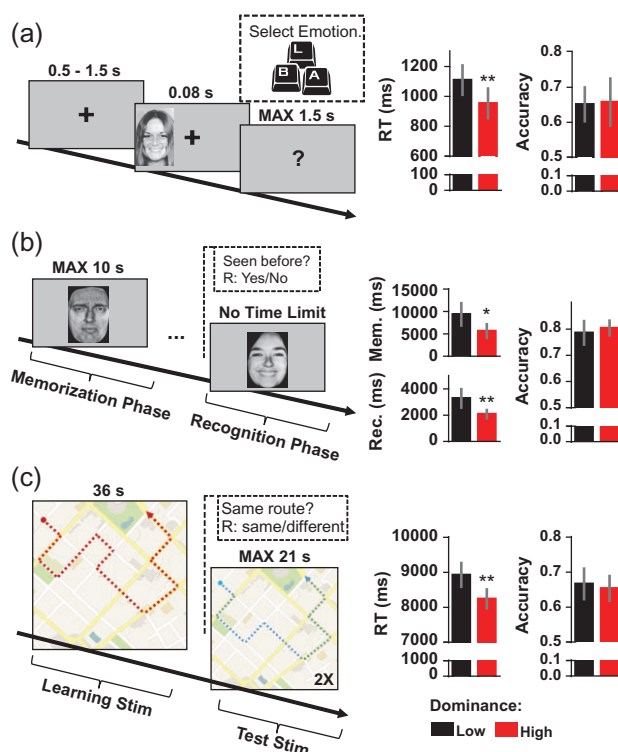 (a)
0.5 - 1.5 s
+
0.08 s
+
MAX 1.5 s
?
Select Emotion.
L
B
A
RT (ms)
1200
1000
800
600
100
0
**
Accuracy
0.8
0.7
0.6
0.5
0.1
0.0
(b)
MAX 10 s
...
Seen before?
R: Yes/No
No Time Limit
Memorization Phase
Recognition Phase
Mem. (ms)
15000
10000
5000
0
*
Rec. (ms)
4000
2000
0
**
Accuracy
0.8
0.7
0.6
0.5
0.1
0.0
(c)
36 s
Same route?
R: same/different
MAX 21 s
2X
Learning Stim
Test Stim
RT (ms)
10000
9000
8000
7000
1000
0
**
Accuracy
0.8
0.7
0.6
0.5
0.1
0.0
Dominance:
Low High